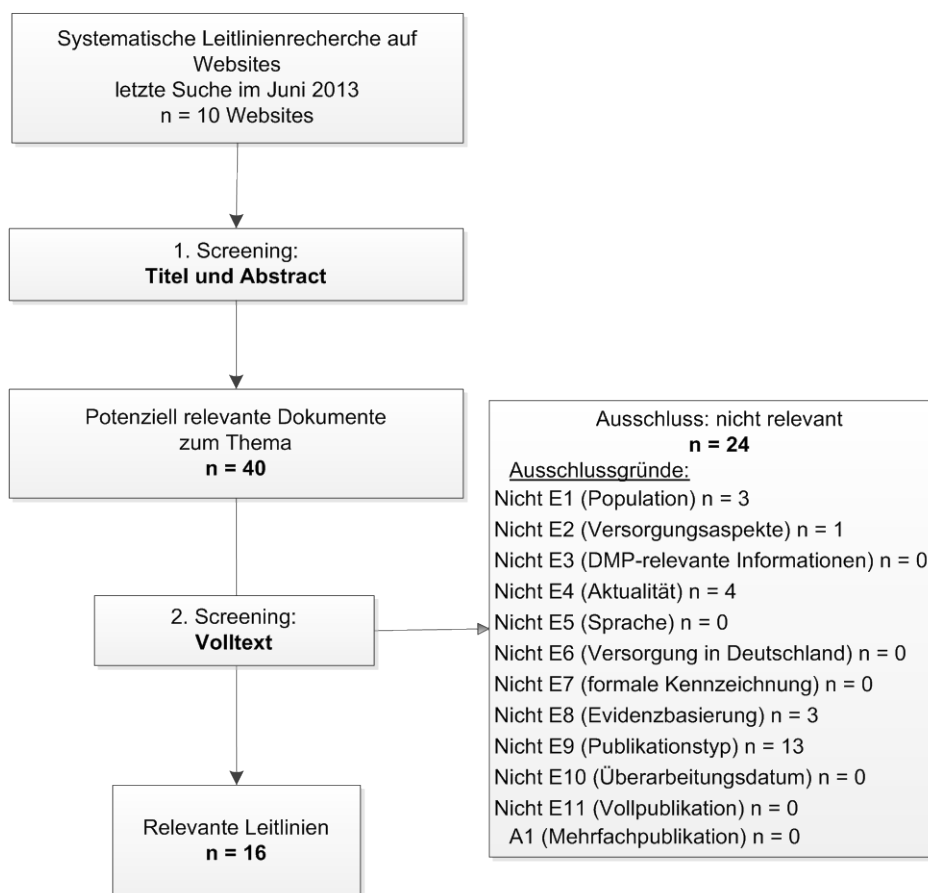 Systematische Leitlinienrecherche auf
Websites
letzte Suche im Juni 2013
n = 10 Websites
1. Screening:
Titel und Abstract
Potenziell relevante Dokumente
zum Thema
n = 40
2. Screening:
Volltext
Ausschluss: nicht relevant
n = 24
Ausschlussgründe:
Nicht E1 (Population) n = 3
Nicht E2 (Versorgungsaspekte) n = 1
Nicht E3 (DMP-relevante Informationen) n = 0
Nicht E4 (Aktualität) n = 4
Nicht E5 (Sprache) n = 0
Nicht E6 (Versorgung in Deutschland) n = 0
Nicht E7 (formale Kennzeichnung) n = 0
Nicht E8 (Evidenzbasierung) n = 3
Nicht E9 (Publikationstyp) n = 13
Nicht E10 (Überarbeitungsdatum) n = 0
Nicht E11 (Vollpublikation) n = 0
A1 (Mehrfachpublikation) n = 0
Relevante Leitlinien
n = 16